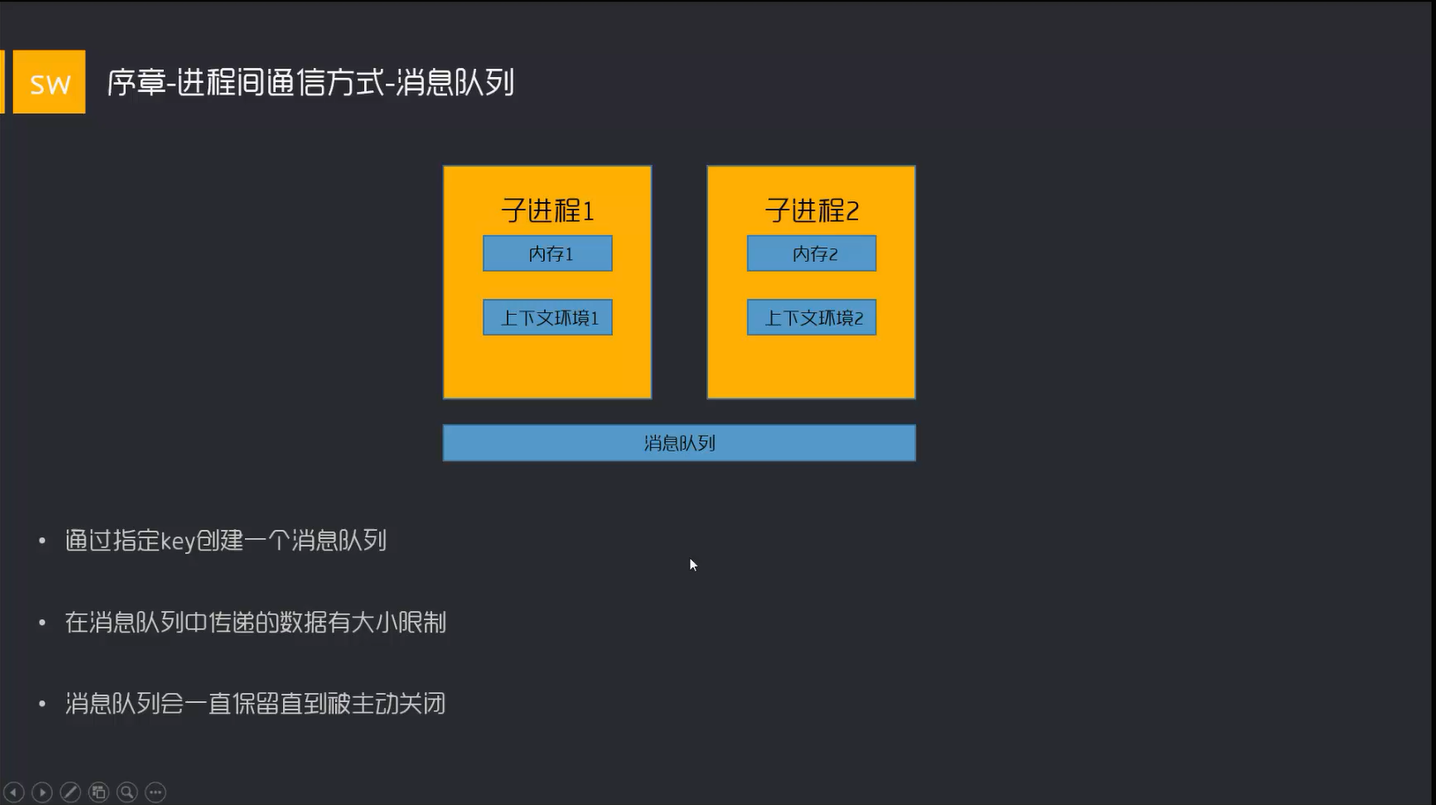 SW
序章-进程间通信方式-消息队列
子进程1
内存1
上下文环境1
子进程2
内存2
上下文环境2
消息队列
• 通过指定key创建一个消息队列
• 在消息队列中传递的数据有大小限制
• 消息队列会一直保留直到被主动关闭